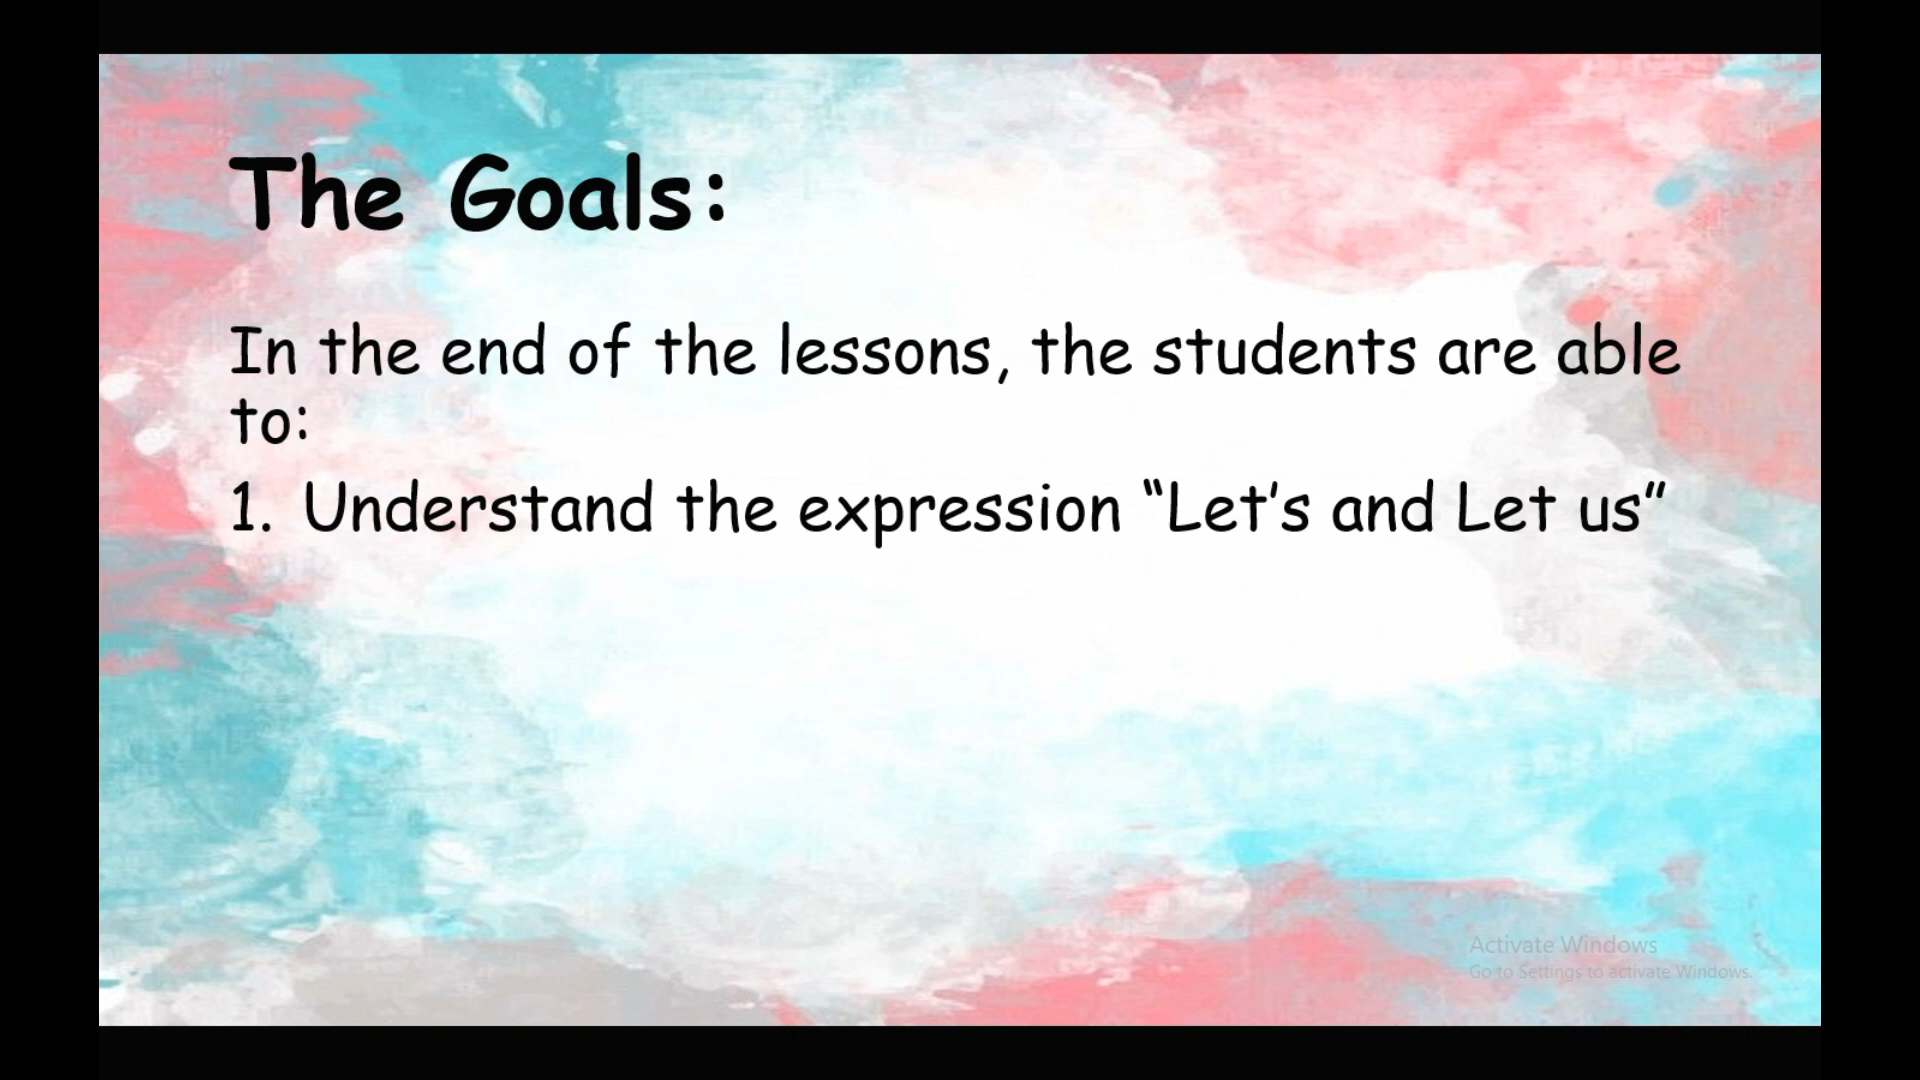 The Goals:
In the end of the lessons, the students are able
to:
1. Understand the expression “Let’s and Let us”
Activate Windows
Go to Settings to activate Windows.